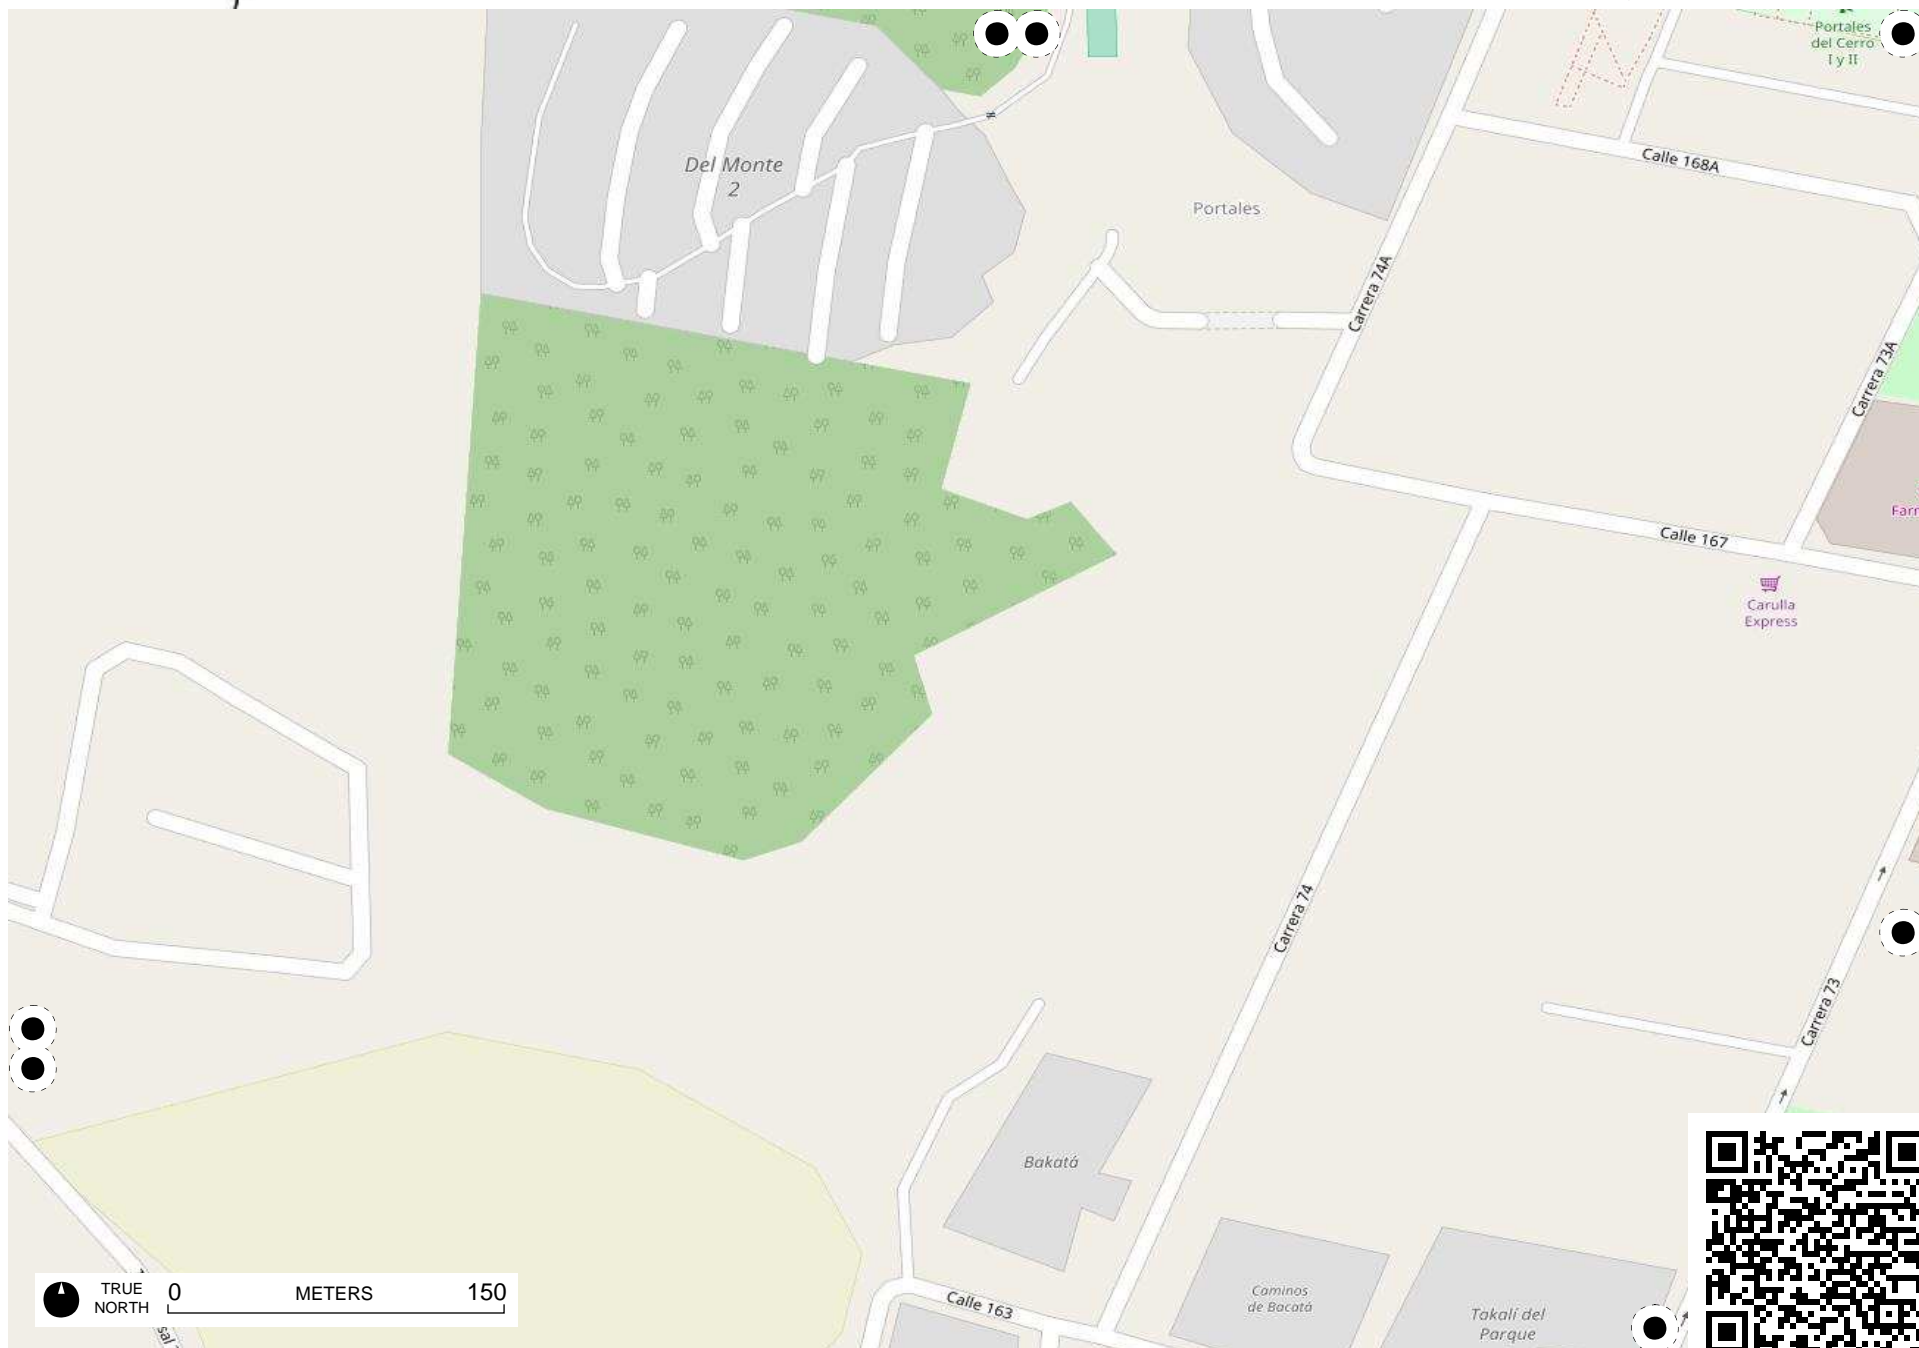 Portales
del Cerro
I y II
Calle 168A
Del Monte
2
Portales
Carrera 74A
Carrera 73A
Calle 167
Carulla
Express
Carrera 74
Carrera 73
Bakatá
Caminos
de Bacatá
Takalí del
Parque
Calle 163
TRUE
NORTH
0 METERS 150